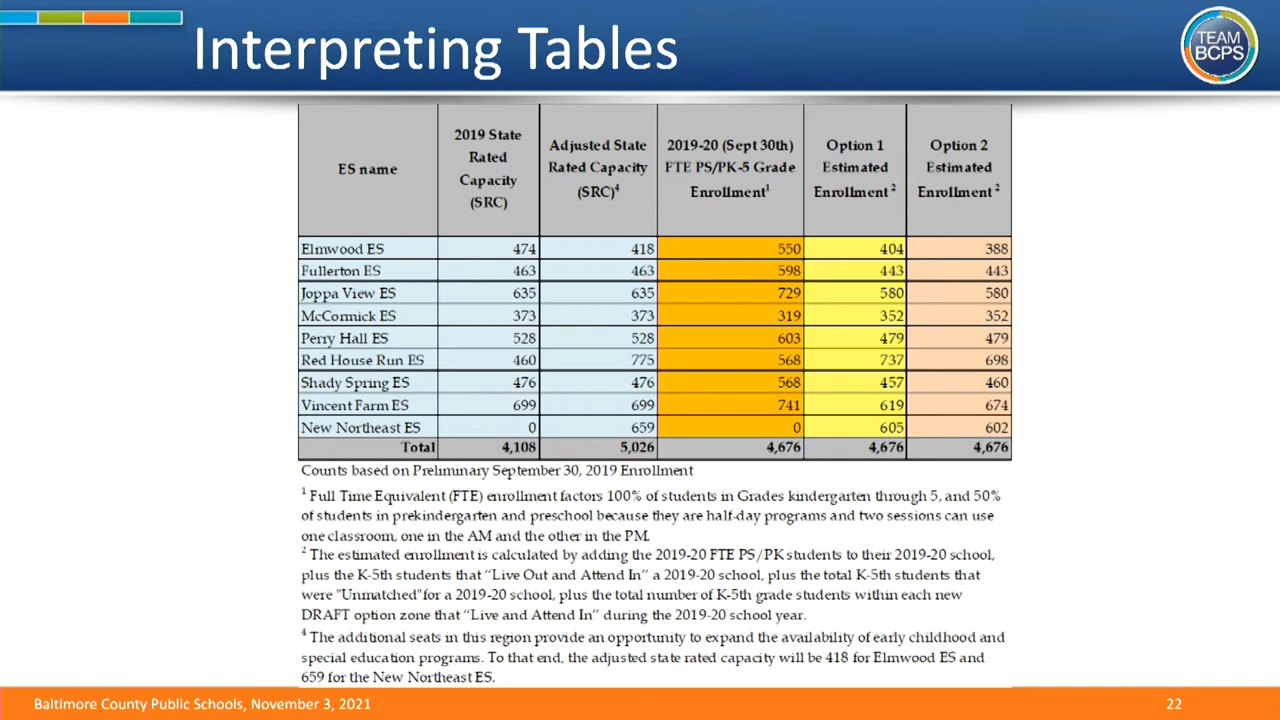 Interpreting Tables
TEAM
BCPS
ES name
2019 State
Rated
Capacity
(SRC)
Adjusted State
Rated Capacity
(SRC)4
2019-20 (Sept 30th)
FTE PS/PK-5 Grade
Enrollment1
Option 1
Estimated
Enrollment 2
Option 2
Estimated
Enrollment 2
Elmwood ES 474 418 550 404 388
Fullerton ES 463 463 598 443 443
Joppa View ES 635 635 729 580 580
McCormick ES 373 373 319 352 352
Perry Hall ES 528 528 603 479 479
Red House Run ES 460 775 568 737 698
Shady Spring ES 476 476 568 457 460
Vincent Farm ES 699 699 741 619 674
New Northeast ES 0 659 0 605 602
Total 4,108 5,026 4,676 4,676 4,676
Counts based on Preliminary September 30, 2019 Enrollment
1 Full Time Equivalent (FTE) enrollment factors 100% of students in Grades kindergarten through 5, and 50%
of students in prekindergarten and preschool because they are half-day programs and two sessions can use
one classroom, one in the AM and the other in the PM.
2 The estimated enrollment is calculated by adding the 2019-20 FTE PS/PK students to their 2019-20 school,
plus the K-5th students that "Live Out and Attend In" a 2019-20 school, plus the total K-5th students that
were "Unmatched"for a 2019-20 school, plus the total number of K-5th grade students within each new
DRAFT option zone that "Live and Attend In" during the 2019-20 school year.
4 The additional seats in this region provide an opportunity to expand the availability of early childhood and
special education programs. To that end, the adjusted state rated capacity will be 418 for Elmwood ES and
659 for the New Northeast ES.
Baltimore County Public Schools, November 3, 2021
22